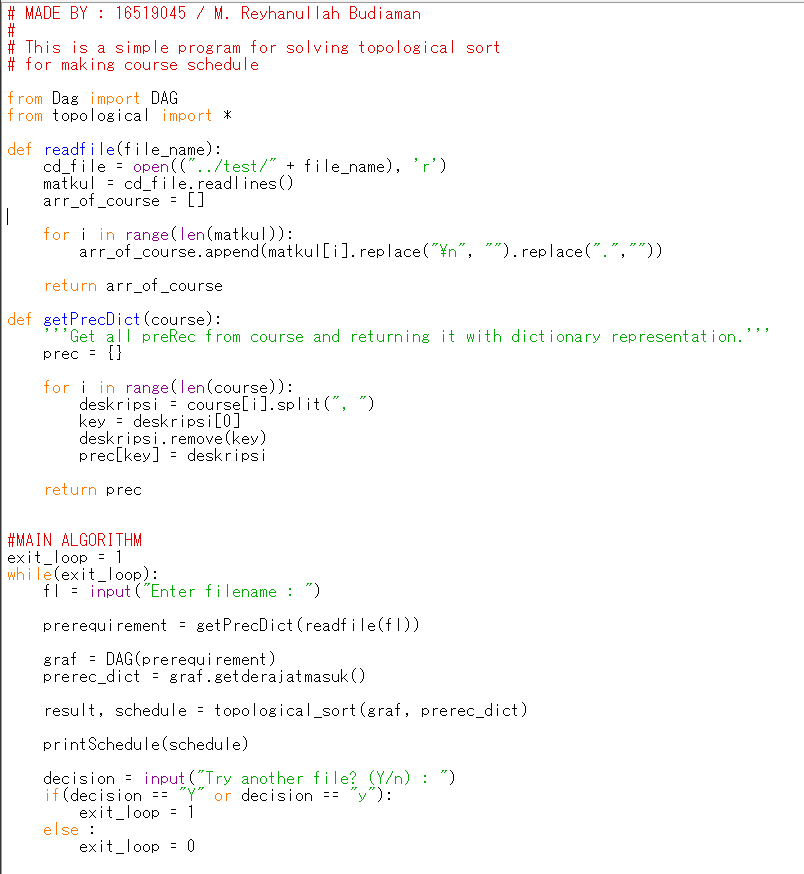 # MADE BY : 16519045 / M. Reyhanullah Budiaman
#
# This is a simple program for solving topological sort
# for making course schedule
from Dag import DAG
from topological import *
def readfile(file_name):
    cd_file = open(("../test/" + file_name), 'r')
    matkul = cd_file.readlines()
    arr_of_course = []
    for i in range(len(matkul)):
        arr_of_course.append(matkul[i].replace("¥n", "").replace(".",""))
    return arr_of_course
def getPrecDict(course):
    '''Get all preRec from course and returning it with dictionary representation.'''
    prec = {}
    for i in range(len(course)):
        deskripsi = course[i].split(", ")
        key = deskripsi[0]
        deskripsi.remove(key)
        prec[key] = deskripsi
    return prec
#MAIN ALGORITHM
exit_loop = 1
while(exit_loop):
    fl = input("Enter filename : ")
    prerequirement = getPrecDict(readfile(fl))
    graf = DAG(prerequirement)
    prerec_dict = graf.getderajatmasuk()
    result, schedule = topological_sort(graf, prerec_dict)
    printSchedule(schedule)
    decision = input("Try another file? (Y/n) : ")
    if(decision == "Y" or decision == "y"):
        exit_loop = 1
    else :
        exit_loop = 0